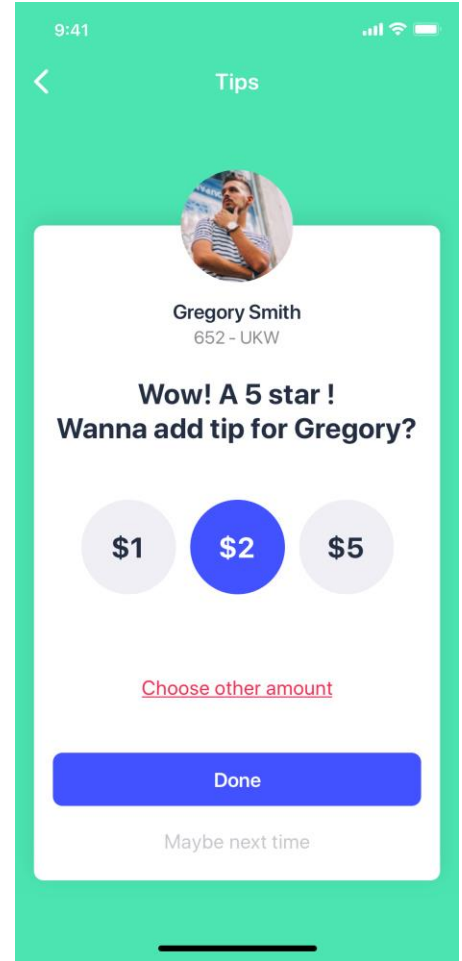 9:41
Tips
Gregory Smith
652 - UKW
Wow! A 5 star !
Wanna add tip for Gregory?
$1 $2 $5
Choose other amount
Done
Maybe next time